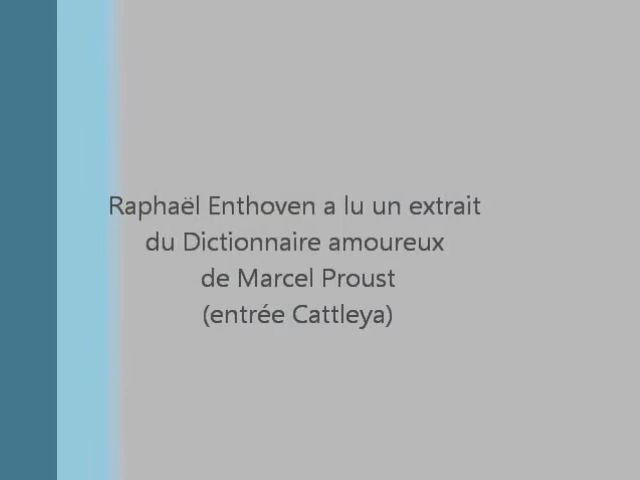 Raphaël Enthoven a lu un extrait
du Dictionnaire amoureux
de Marcel Proust
(entrée Cattleya)